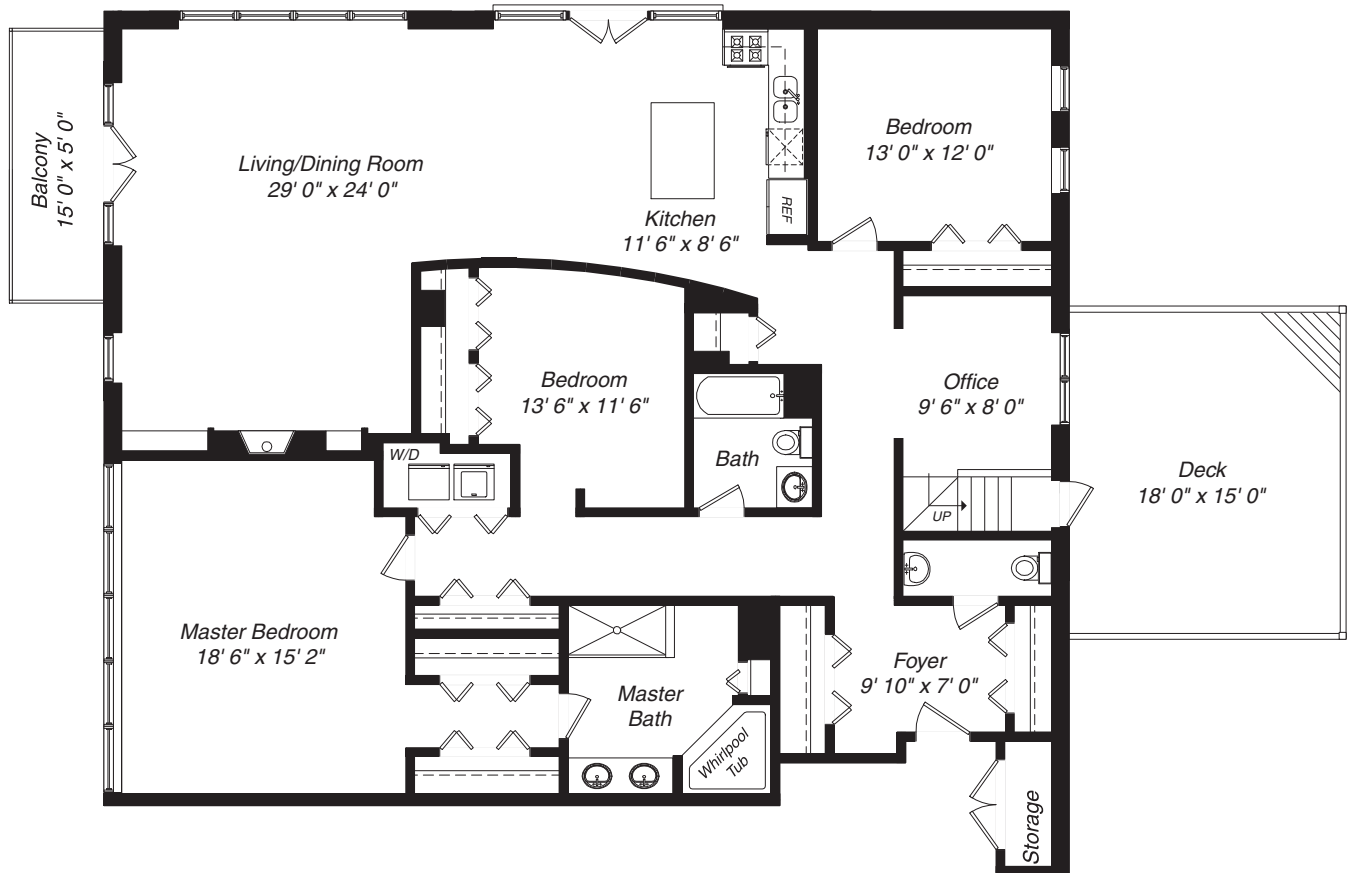 Balcony
15' 0" x 5' 0"
Living/Dining Room
29' 0" x 24' 0"
Kitchen
11' 6" x 8' 6"
REF
Bedroom
13' 0" x 12' 0"
Bedroom
13' 6" x 11' 6"
Office
9' 6" x 8' 0"
W/D
Bath
UP
Deck
18' 0" x 15' 0"
Master Bedroom
18' 6" x 15' 2"
Master
Bath
Whirlpool
Tub
Foyer
9' 10" x 7' 0"
Storage